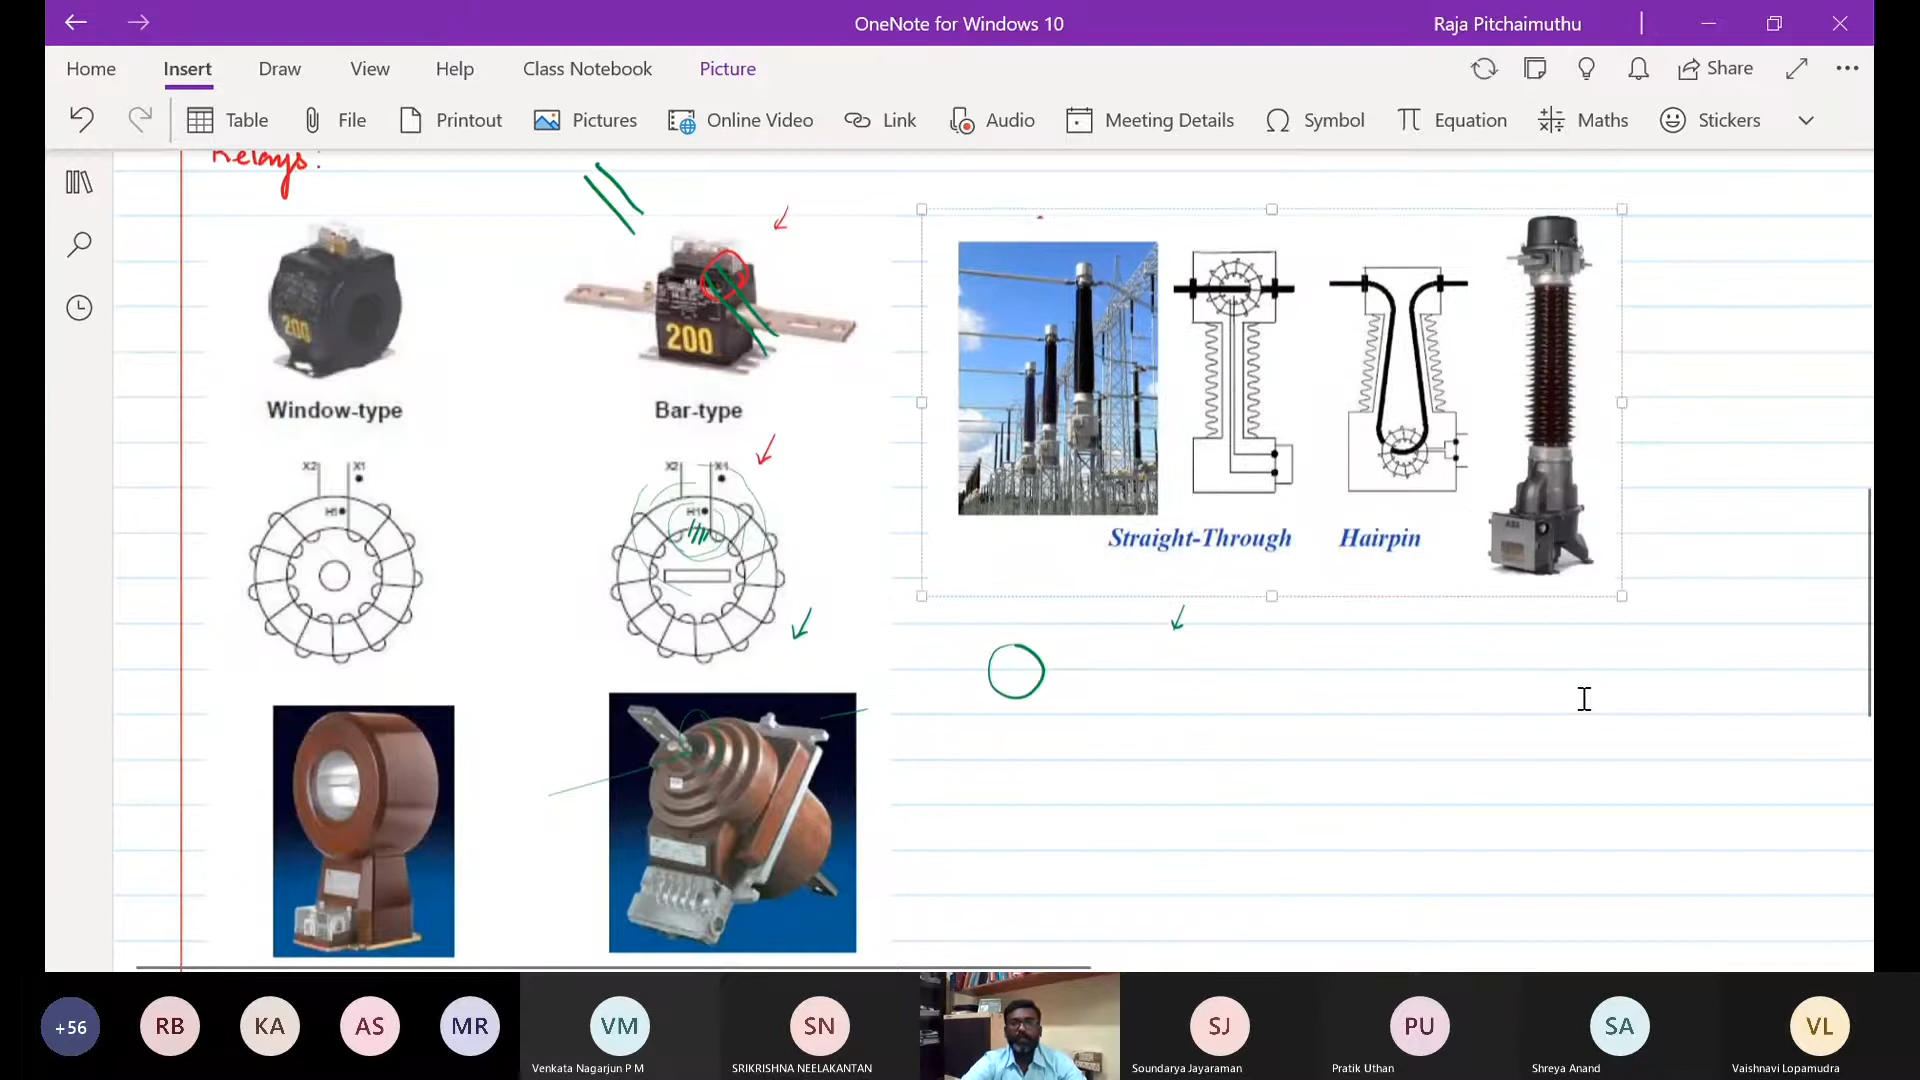 OneNote for Windows 10
Raja Pitchaimuthu
Home Insert Draw View Help Class Notebook Picture
Share
Table File Printout Pictures Online Video Link Audio Meeting Details Symbol Equation Maths Stickers
Relays:
200
200
Window-type
Bar-type
X2 X1
H1
X2 X1
H1
Straight-Through
Hairpin
ABB
+56 RB KA AS MR VM SN SJ PU SA VL
Venkata Nagarjun P M
SRIKRISHNA NEELAKANTAN
Soundarya Jayaraman
Pratik Uthan
Shreya Anand
Vaishnavi Lopamudra